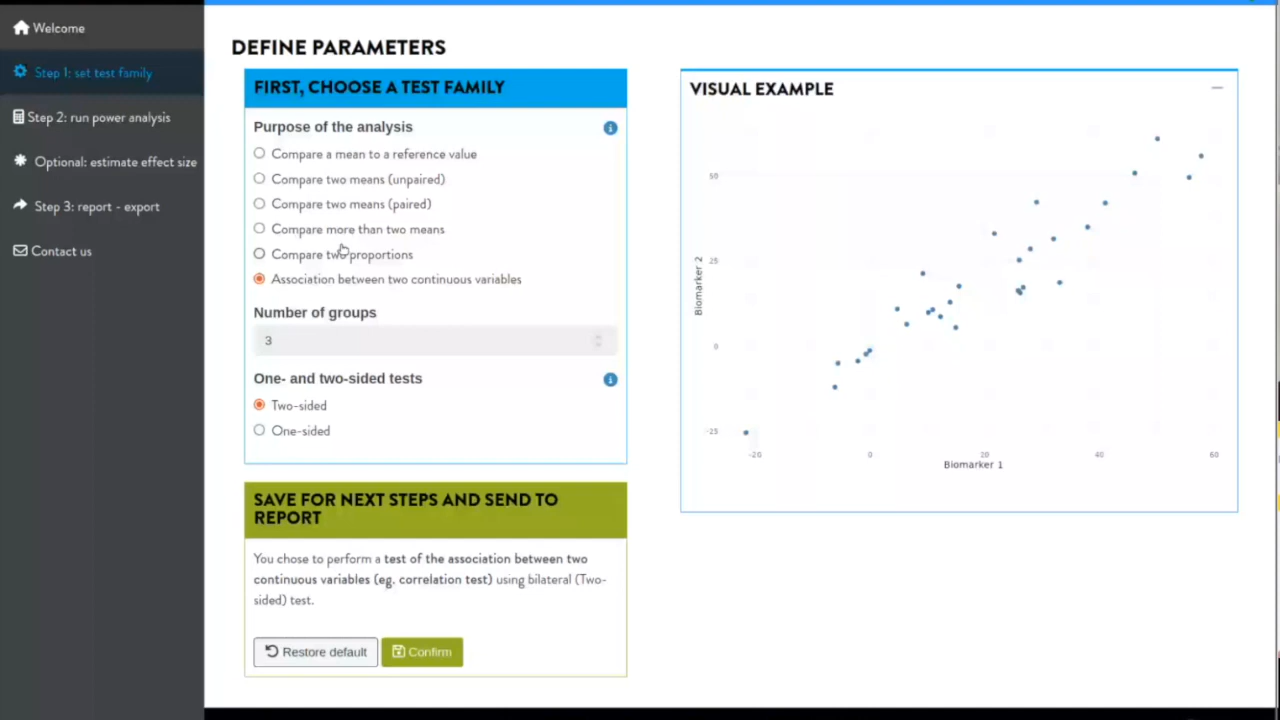 Welcome
Step 1: set test family
Step 2: run power analysis
Optional: estimate effect size
Step 3: report - export
Contact us
DEFINE PARAMETERS
FIRST, CHOOSE A TEST FAMILY
Purpose of the analysis
Compare a mean to a reference value
Compare two means (unpaired)
Compare two means (paired)
Compare more than two means
Compare two proportions
Association between two continuous variables
Number of groups
3
One- and two-sided tests
Two-sided
One-sided
SAVE FOR NEXT STEPS AND SEND TO
REPORT
You chose to perform a test of the association between two
continuous variables (eg. correlation test) using bilateral (Two-
sided) test.
Restore default
Confirm
VISUAL EXAMPLE
50
25
0
-25
Biomarker 2
-20
0
20
40
60
Biomarker 1